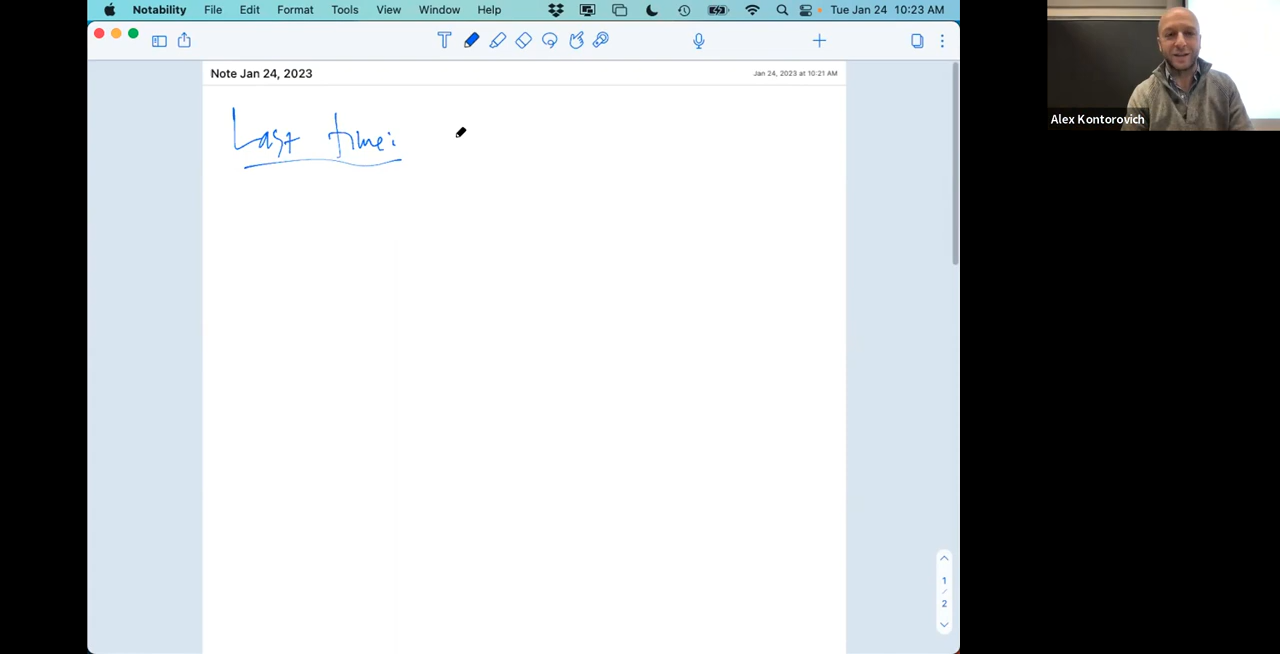 Notability File Edit Format Tools View Window Help Tue Jan 24 10:23 AM
Note Jan 24, 2023
Jan 24, 2023 at 10:21 AM
Last time:
Alex Kontorovich
1
2